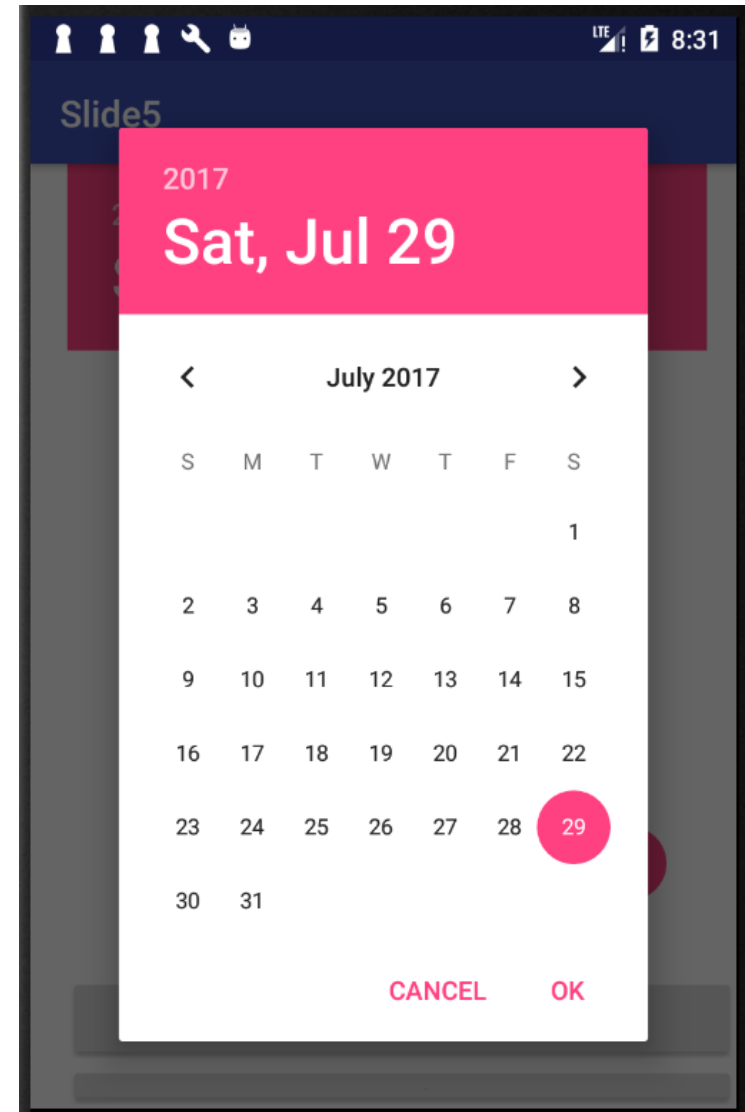 LTE 8:31
Slide5
2017
Sat, Jul 29
July 2017
S M T W T F S
1
2 3 4 5 6 7 8
9 10 11 12 13 14 15
16 17 18 19 20 21 22
23 24 25 26 27 28 29
30 31
CANCEL OK